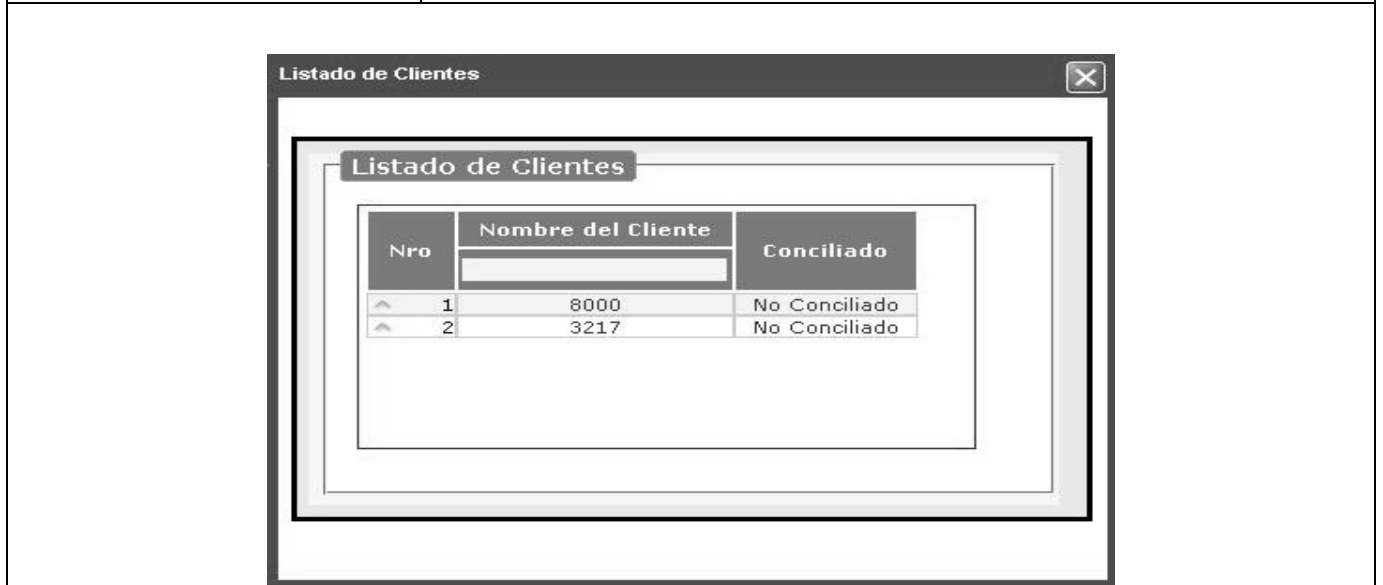 Listado de Clientes
Listado de Clientes
Nro Nombre del Cliente Conciliado
1 8000 No Conciliado
2 3217 No Conciliado